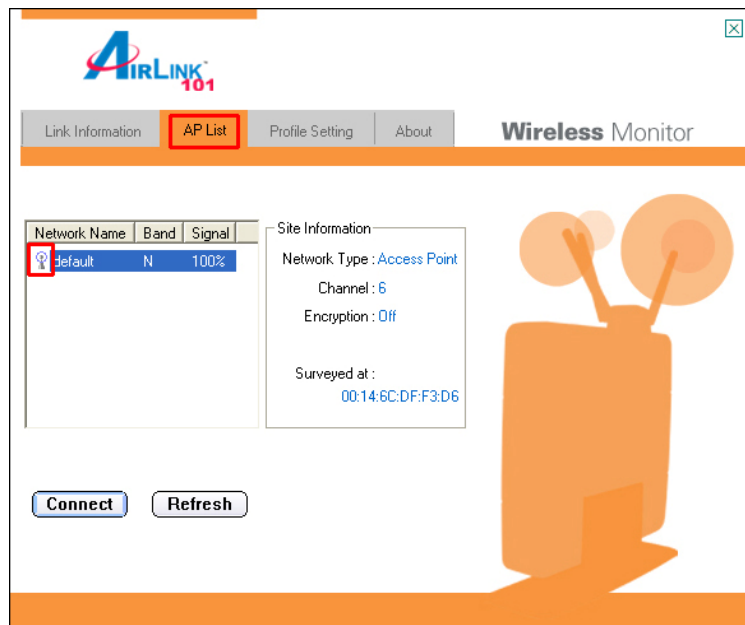 AIRLINK™
101
Link Information AP List Profile Setting About Wireless Monitor
Network Name Band Signal
default N 100%
Site Information
Network Type : Access Point
Channel : 6
Encryption : Off
Surveyed at :
00:14:6C:DF:F3:D6
Connect Refresh